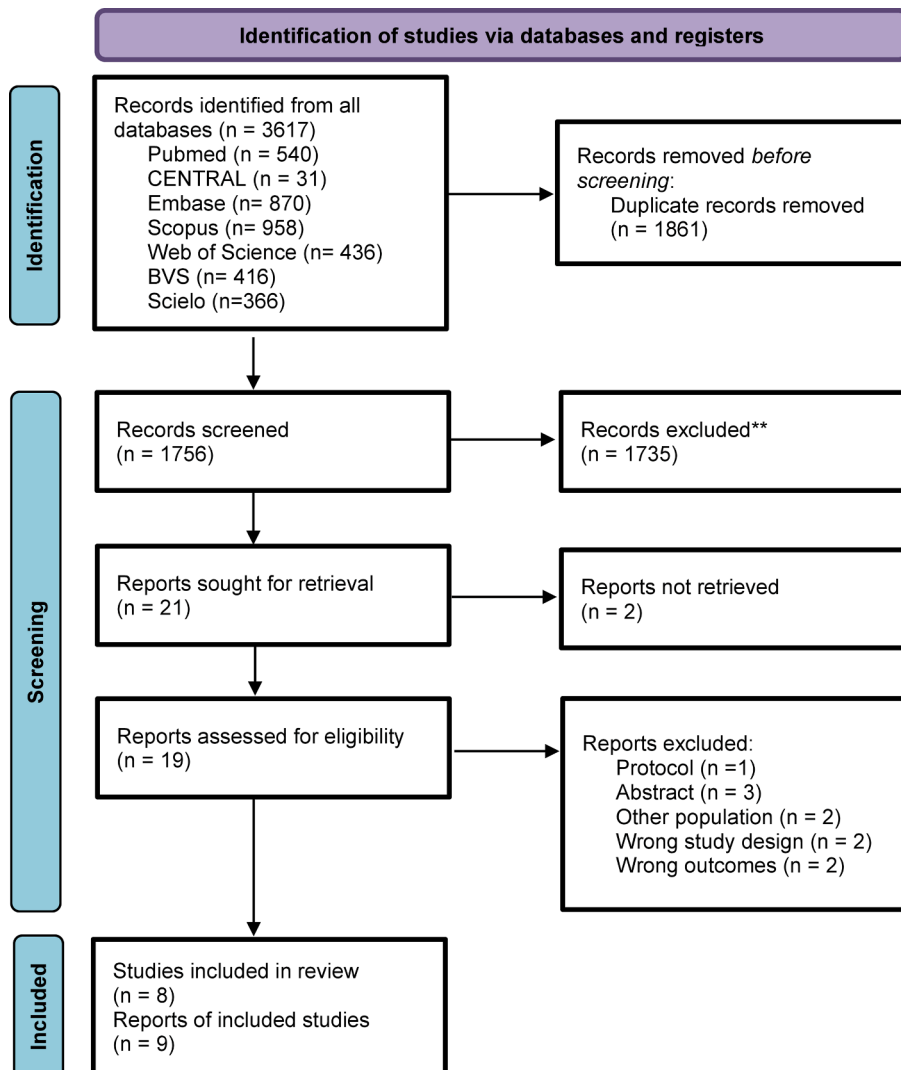 Identification of studies via databases and registers
Identification
Records identified from all
databases (n = 3617)
Pubmed (n = 540)
CENTRAL (n = 31)
Embase (n= 870)
Scopus (n= 958)
Web of Science (n= 436)
BVS (n= 416)
Scielo (n=366)
Records removed before
screening:
Duplicate records removed
(n = 1861)
Screening
Records screened
(n = 1756)
Records excluded**
(n = 1735)
Reports sought for retrieval
(n = 21)
Reports not retrieved
(n = 2)
Reports assessed for eligibility
(n = 19)
Reports excluded:
Protocol (n =1)
Abstract (n = 3)
Other population (n = 2)
Wrong study design (n = 2)
Wrong outcomes (n = 2)
Included
Studies included in review
(n = 8)
Reports of included studies
(n = 9)